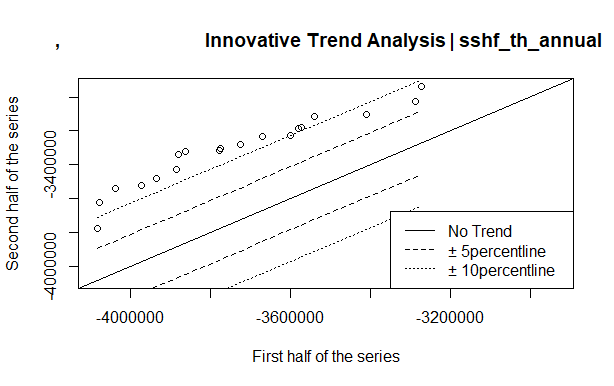 , Innovative Trend Analysis | sshf_th_annual
Second half of the series
-3400000
-4000000
No Trend
± 5percentline
± 10percentline
-4000000 -3600000 -3200000
First half of the series